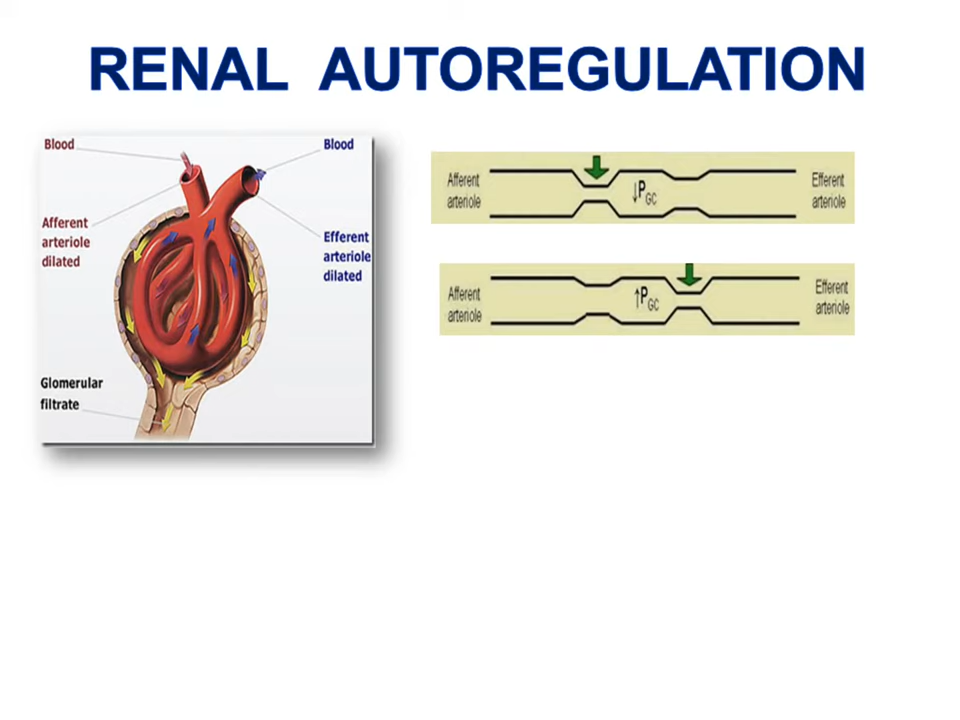 RENAL AUTOREGULATION
Blood
Blood
Afferent
arteriole
dilated
Efferent
arteriole
dilated
Glomerular
filtrate
Afferent
arteriole
↓PGC
Efferent
arteriole
Afferent
arteriole
↑PGC
Efferent
arteriole